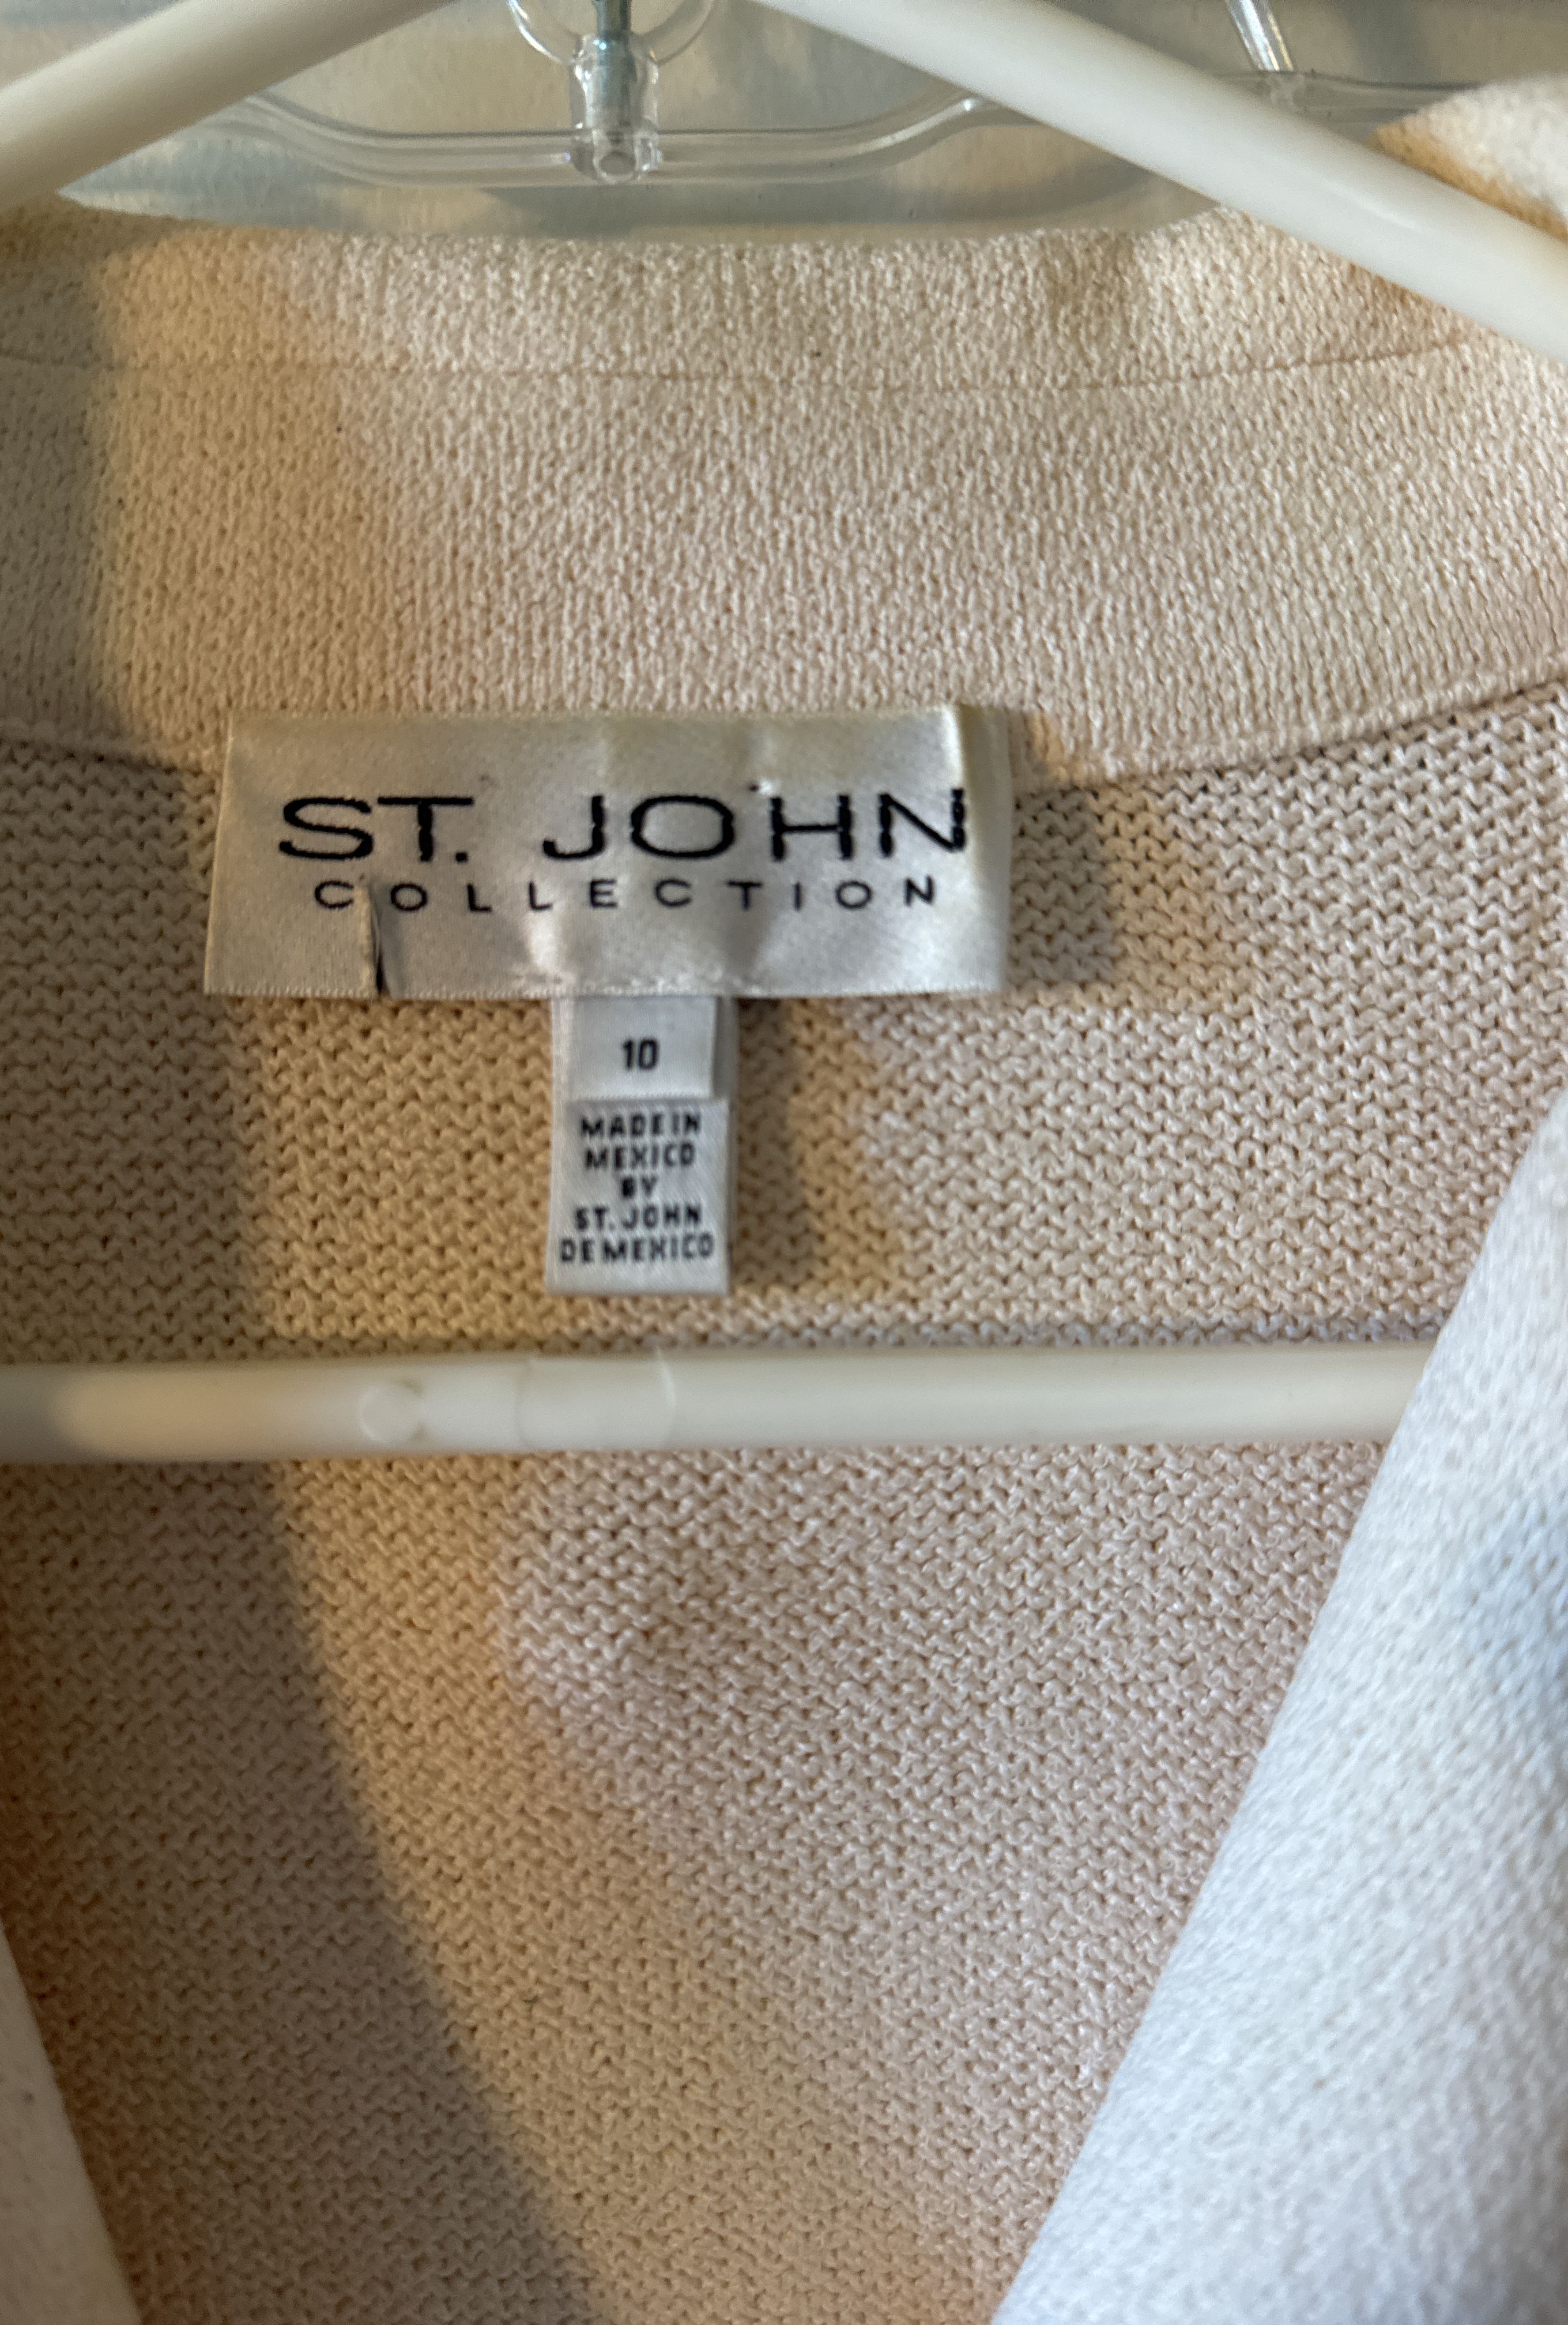 ST. JOHN
COLLECTION
10
MADE IN
MEXICO
BY
ST. JOHN
DE MEXICO